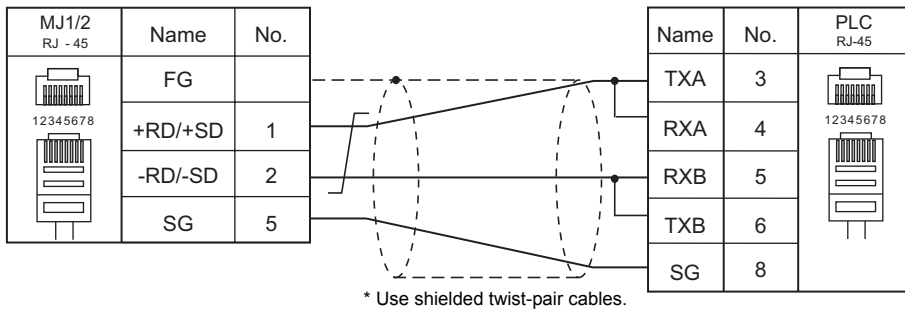 MJ1/2
RJ - 45
Name
No.
FG
+RD/+SD
1
-RD/-SD
2
SG
5
12345678
Name
No.
PLC
RJ-45
TXA
3
RXA
4
RXB
5
TXB
6
SG
8
12345678
* Use shielded twist-pair cables.